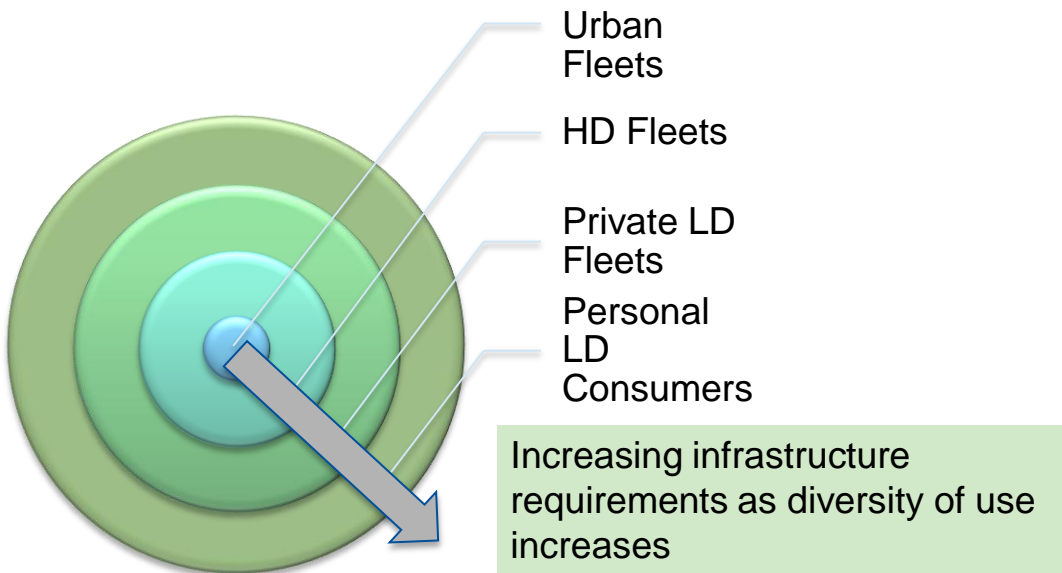 Urban
Fleets
HD Fleets
Private LD
Fleets
Personal
LD
Consumers
Increasing infrastructure
requirements as diversity of use
increases